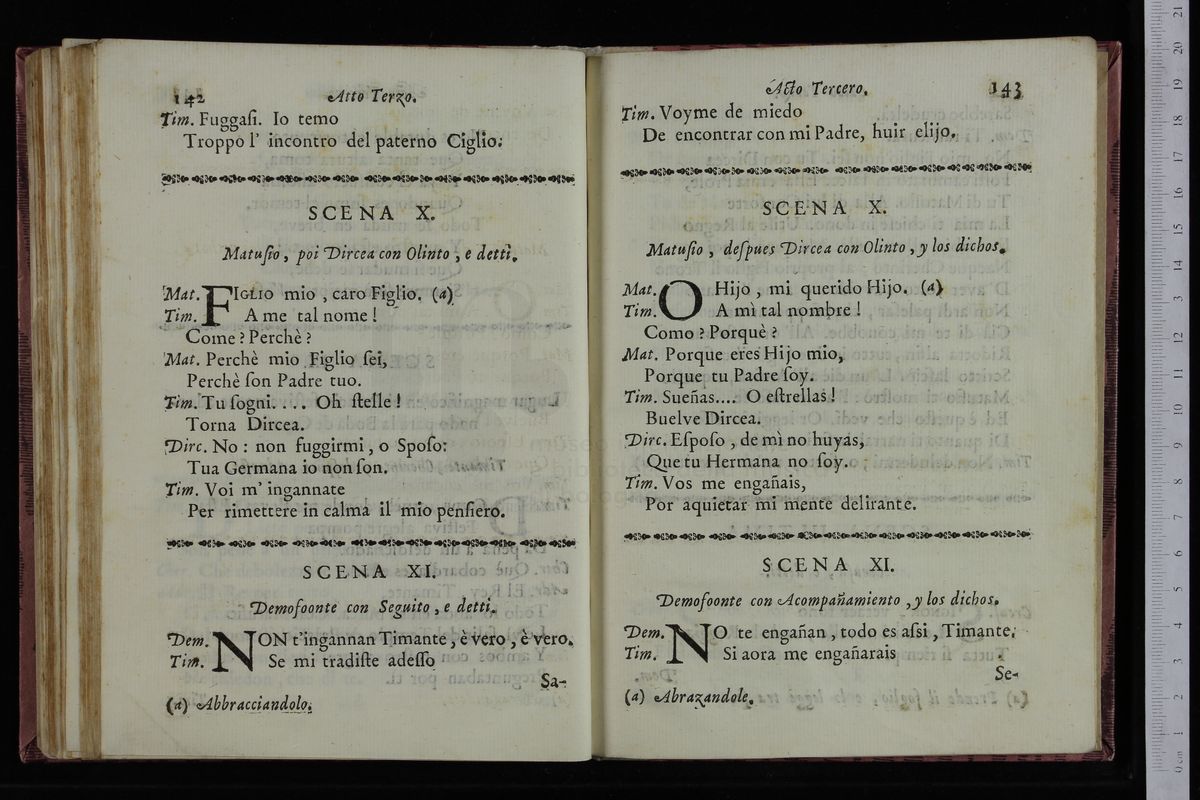 142
Atto Terzo.
Tim. Fuggaſi. Io temo
Troppo l' incontro del paterno Ciglio.
SCENA X.
Matuſio, poi Dircea con Olinto, e detti.
Mat. FIGLIO mio, caro Figlio. (a)
Tim. A me tal nome!
Come? Perchè?
Mat. Perchè mio Figlio ſei,
Perchè ſon Padre tuo.
Tim. Tu ſogni.... Oh ſtelle!
Torna Dircea.
Dirc. No: non fuggirmi, o Spoſo:
Tua Germana io non ſon.
Tim. Voi m' ingannate
Per rimettere in calma il mio penſiero.
SCENA XI.
Demofoonte con Seguito, e detti.
Dem. NON t'ingannan Timante, è vero, è vero.
Tim. Se mi tradiſte adeſſo
Sa-
(a) Abbracciandolo.
Acto Tercero.
143
Tim. Voyme de miedo
De encontrar con mi Padre, huir elijo.
SCENA X.
Matuſio, deſpues Dircea con Olinto, y los dichos.
Mat. O Hijo, mi querido Hijo. (a)
Tim. A mì tal nombre!
Como? Porquè?
Mat. Porque eres Hijo mio,
Porque tu Padre ſoy.
Tim. Sueñas.... O eſtrellas!
Buelve Dircea.
Dirc. Eſpoſo, de mì no huyas,
Que tu Hermana no ſoy.
Tim. Vos me engañais,
Por aquietar mi mente delirante.
SCENA XI.
Demofoonte con Acompañamiento, y los dichos.
Dem. NO te engañan, todo es aſsi, Timante.
Tim. Si aora me engañarais
Se-
(a) Abrazandole.